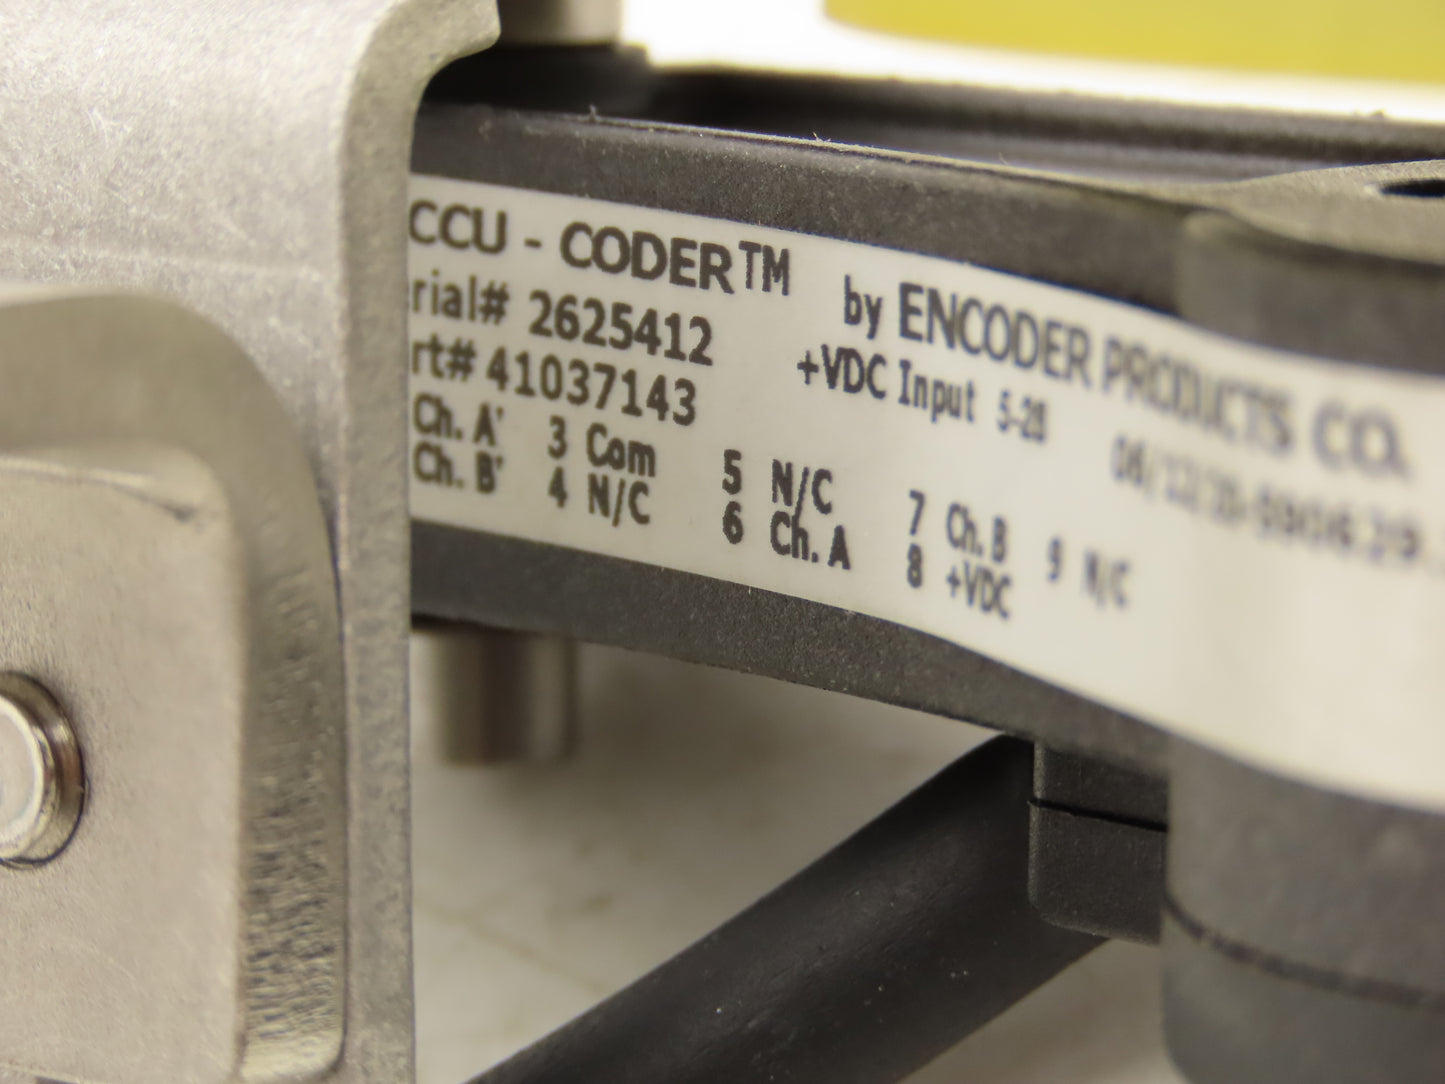 CCU - CODER™ by ENCODER PRODUCTS CO.
rial# 2625412 +VDC Input 5-28
rt# 41037143
Ch. A' 3 Com 5 N/C 7 Ch. B 9 N/C
Ch. B' 4 N/C 6 Ch. A 8 +VDC